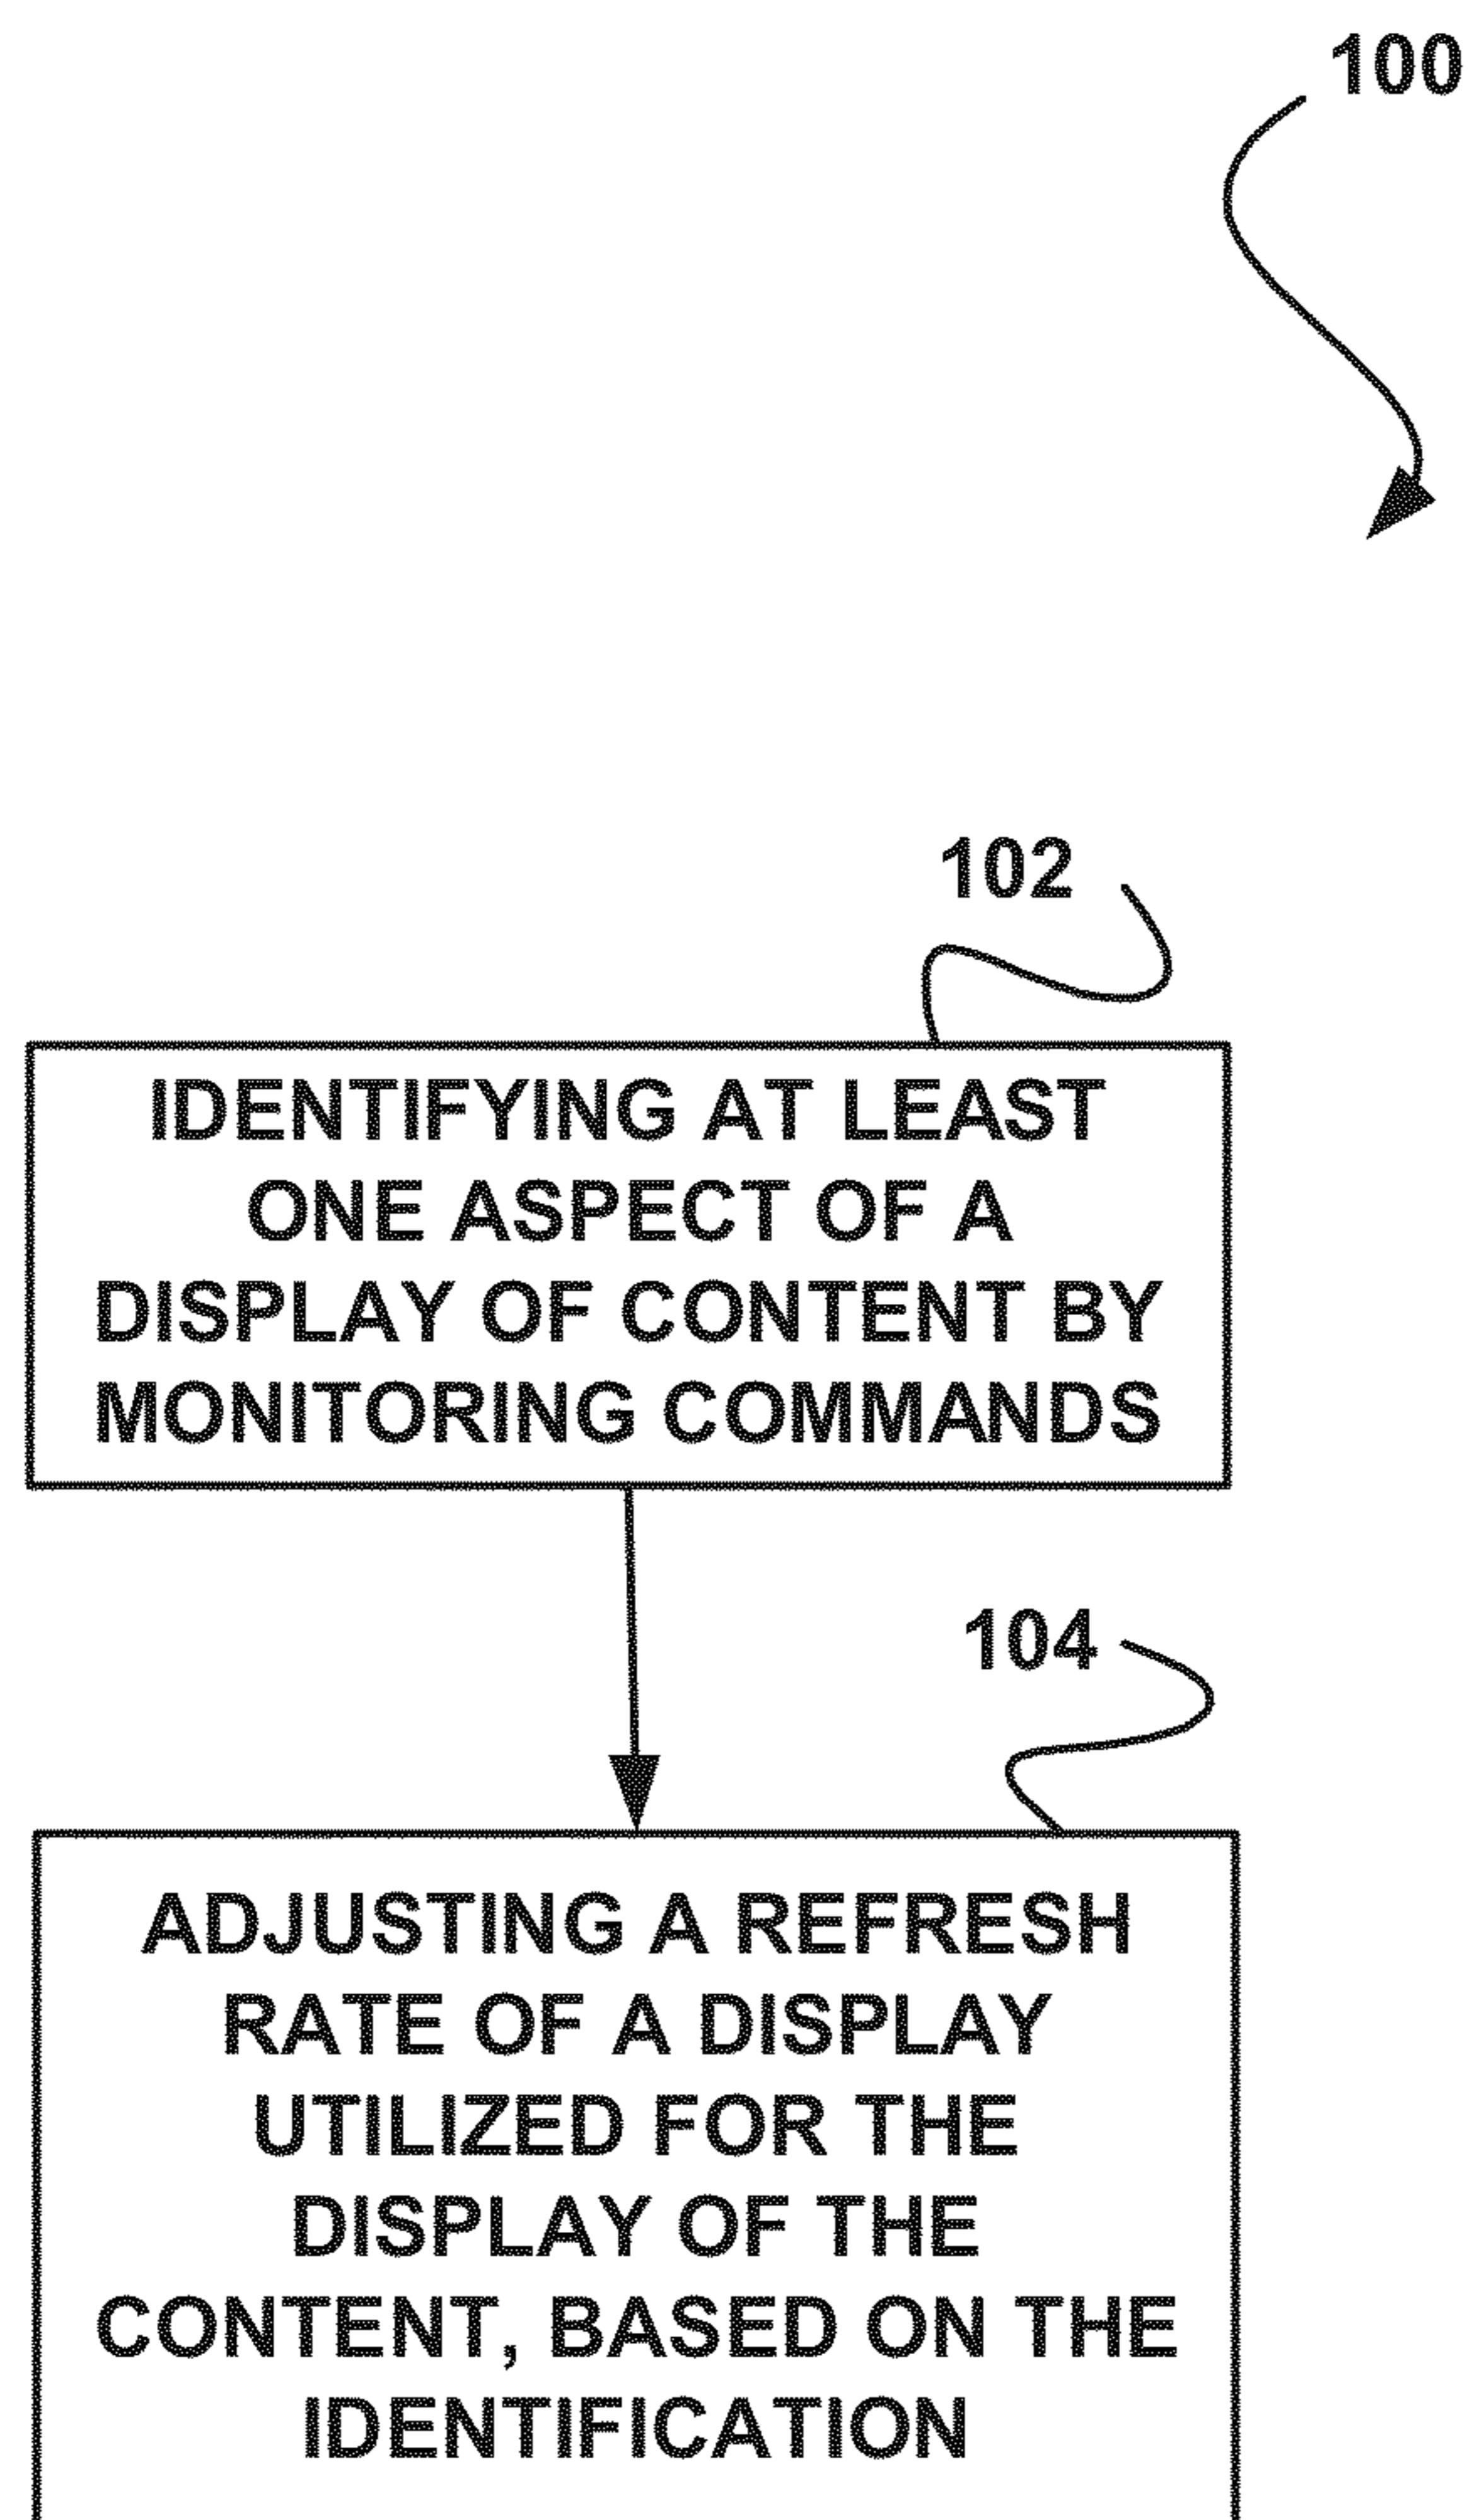 100
102
IDENTIFYING AT LEAST
ONE ASPECT OF A
DISPLAY OF CONTENT BY
MONITORING COMMANDS
104
ADJUSTING A REFRESH
RATE OF A DISPLAY
UTILIZED FOR THE
DISPLAY OF THE
CONTENT, BASED ON THE
IDENTIFICATION